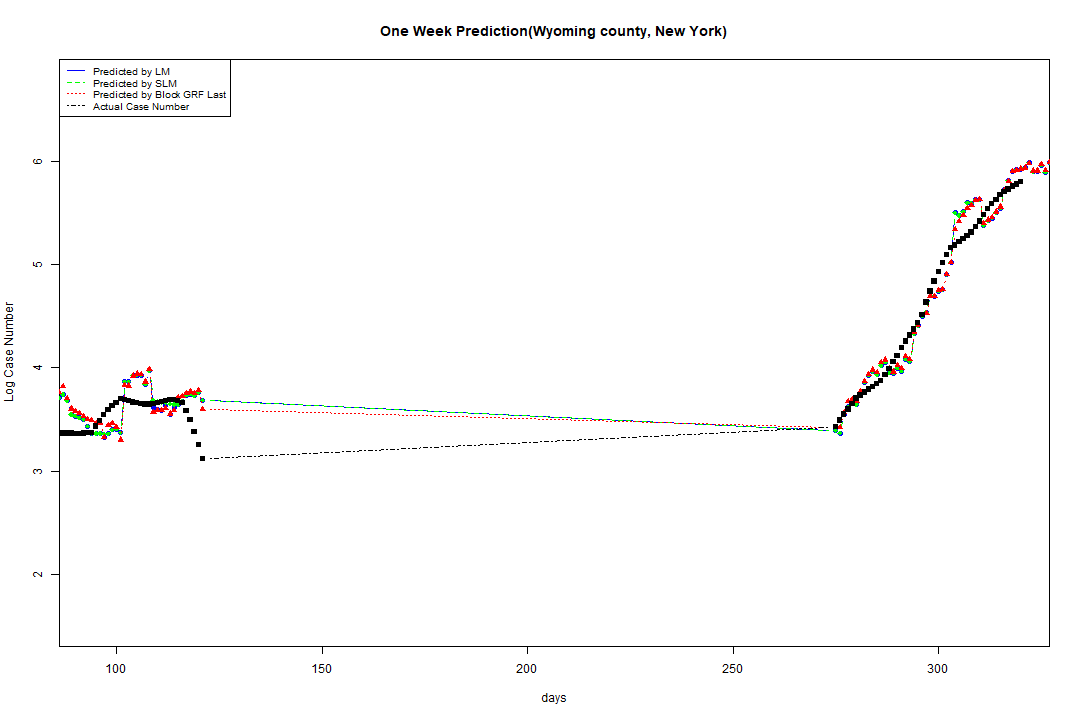 One Week Prediction(Wyoming county, New York)
Predicted by LM
Predicted by SLM
Predicted by Block GRF Last
Actual Case Number
6
5
4
3
2
Log Case Number
100 150 200 250 300
days